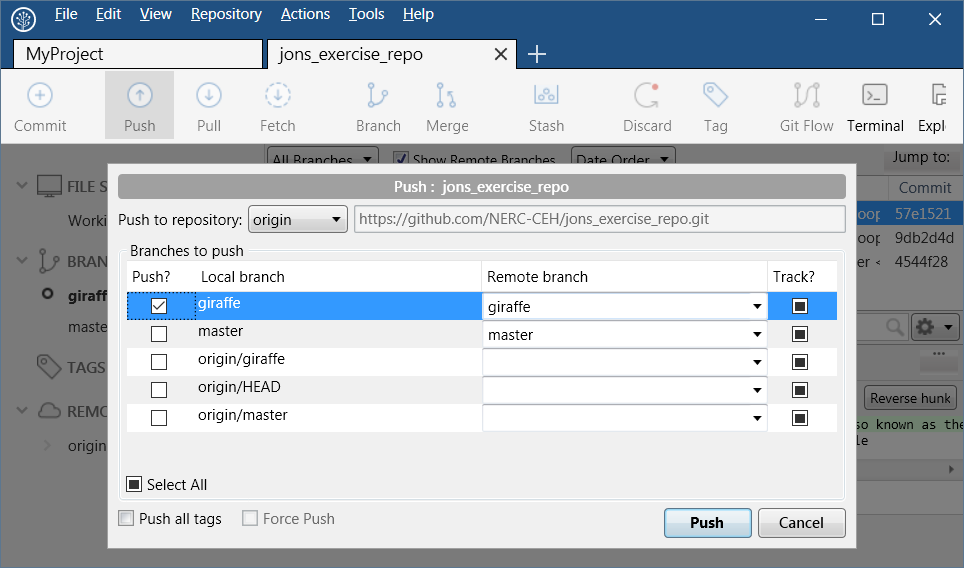 File Edit View Repository Actions Tools Help
MyProject jons_exercise_repo
Commit Push Pull Fetch Branch Merge Stash Discard Tag Git Flow Terminal Expl
All Branches Show Remote Branches Date Order Jump to:
Push : jons_exercise_repo
FILE S
Commit
Push to repository: origin https://github.com/NERC-CEH/jons_exercise_repo.git
Worki
oop 57e1521
oop 9db2d4d
Branches to push
BRAN
er < 4544f28
Push? Local branch Remote branch Track?
giraff
giraffe giraffe
maste
master master
origin/giraffe
TAGS
origin/HEAD
Reverse hunk
REMO
origin/master
so known as the
origin
le
Select All
Push all tags Force Push Push Cancel